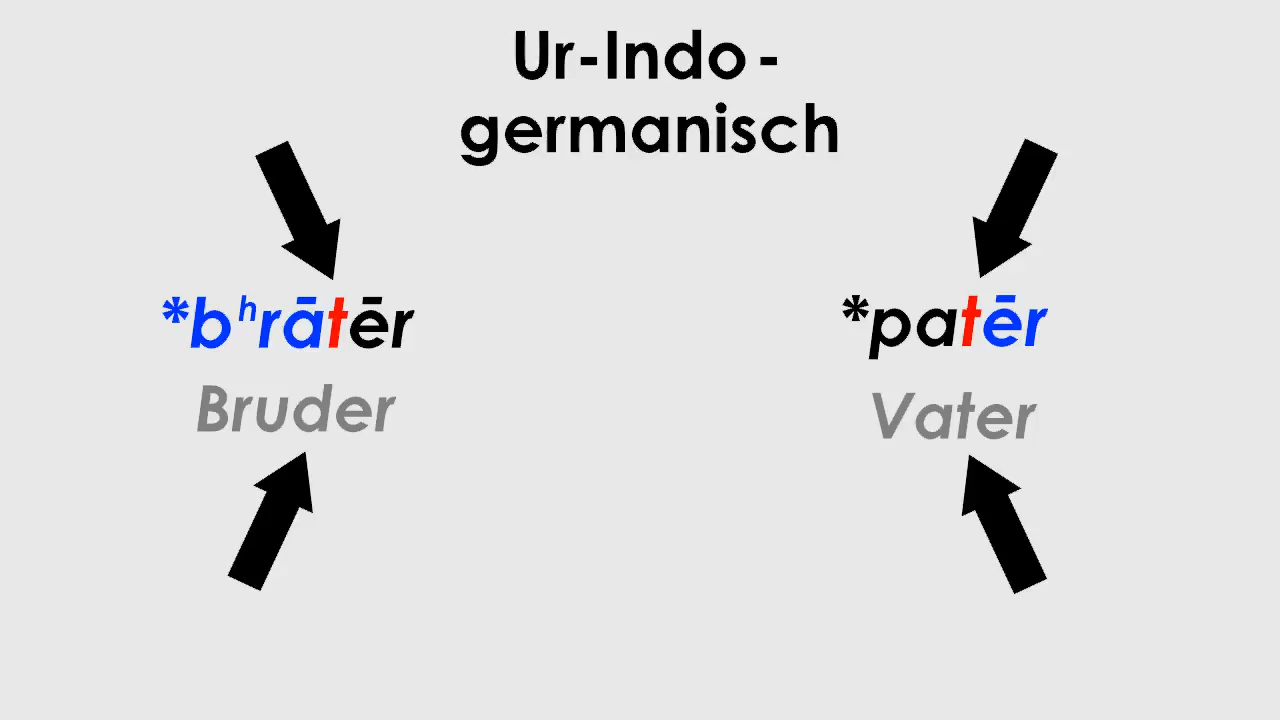 Ur-Indo-
germanisch
*bʰrātēr
*patēr
Bruder
Vater